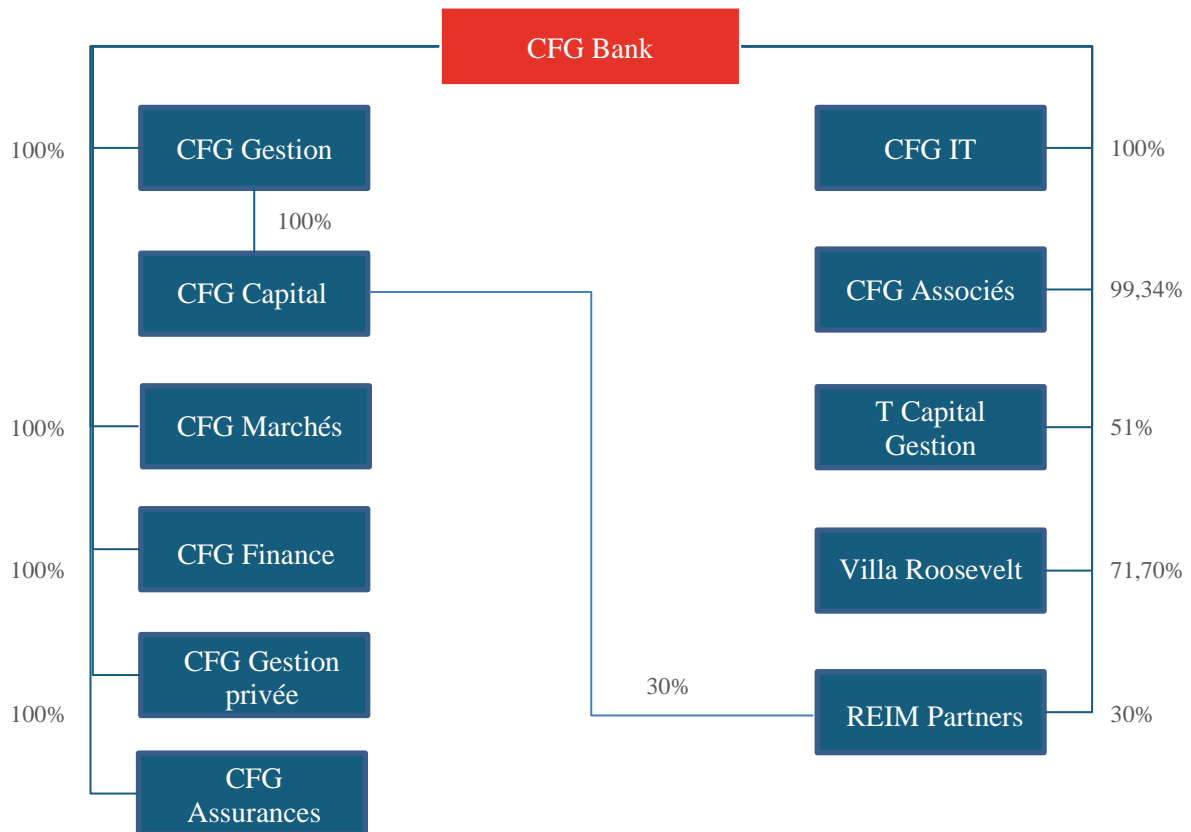 CFG Bank
100%
CFG Gestion
CFG IT
100%
100%
CFG Capital
CFG Associés
99,34%
100%
CFG Marchés
T Capital
Gestion
51%
100%
CFG Finance
Villa Roosevelt
71,70%
100%
CFG Gestion
privée
30%
REIM Partners
30%
CFG
Assurances